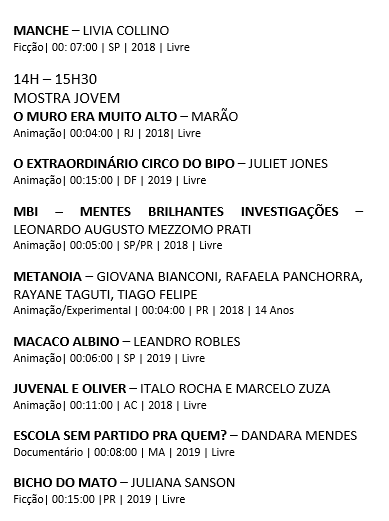 MANCHE – LIVIA COLLINO
Ficção| 00: 07:00 | SP | 2018 | Livre
14H – 15H30
MOSTRA JOVEM
O MURO ERA MUITO ALTO – MARÃO
Animação| 00:04:00 | RJ | 2018| Livre
O EXTRAORDINÁRIO CIRCO DO BIPO – JULIET JONES
Animação| 00:15:00 | DF | 2019 | Livre
MBI – MENTES BRILHANTES INVESTIGAÇÕES –
LEONARDO AUGUSTO MEZZOMO PRATI
Animação| 00:05:00 | SP/PR | 2018 | Livre
METANOIA – GIOVANA BIANCONI, RAFAELA PANCHORRA,
RAYANE TAGUTI, TIAGO FELIPE
Animação/Experimental | 00:04:00 | PR | 2018 | 14 Anos
MACACO ALBINO – LEANDRO ROBLES
Animação| 00:06:00 | SP | 2019 | Livre
JUVENAL E OLIVER – ITALO ROCHA E MARCELO ZUZA
Animação| 00:11:00 | AC | 2018 | Livre
ESCOLA SEM PARTIDO PRA QUEM? – DANDARA MENDES
Documentário | 00:08:00 | MA | 2019 | Livre
BICHO DO MATO – JULIANA SANSON
Ficção| 00:15:00 |PR | 2019 | Livre